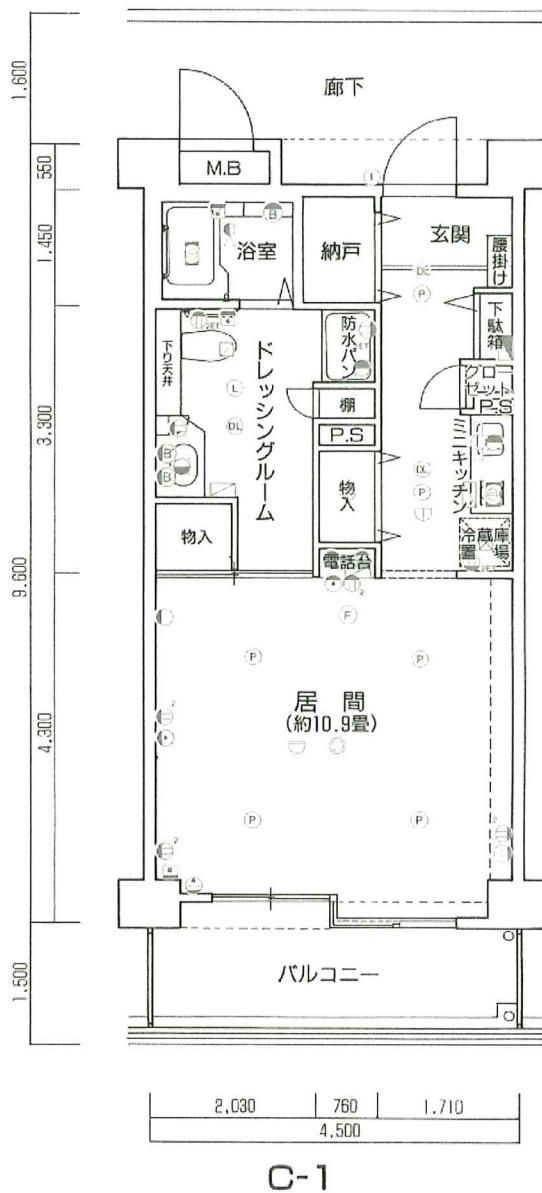 1,600
廊下
550
M.B
1,450
浴室
納戸
玄関
腰掛け
下駄箱
クローゼット
P.S
3,300
下り天井
ドレッシングルーム
防水パン
棚
P.S
物入
物入
ミニキッチン
冷蔵庫置場
電話台
9,600
4,300
居間
(約10.9畳)
1,500
バルコニー
2,030
760
1,710
4,500
C-1